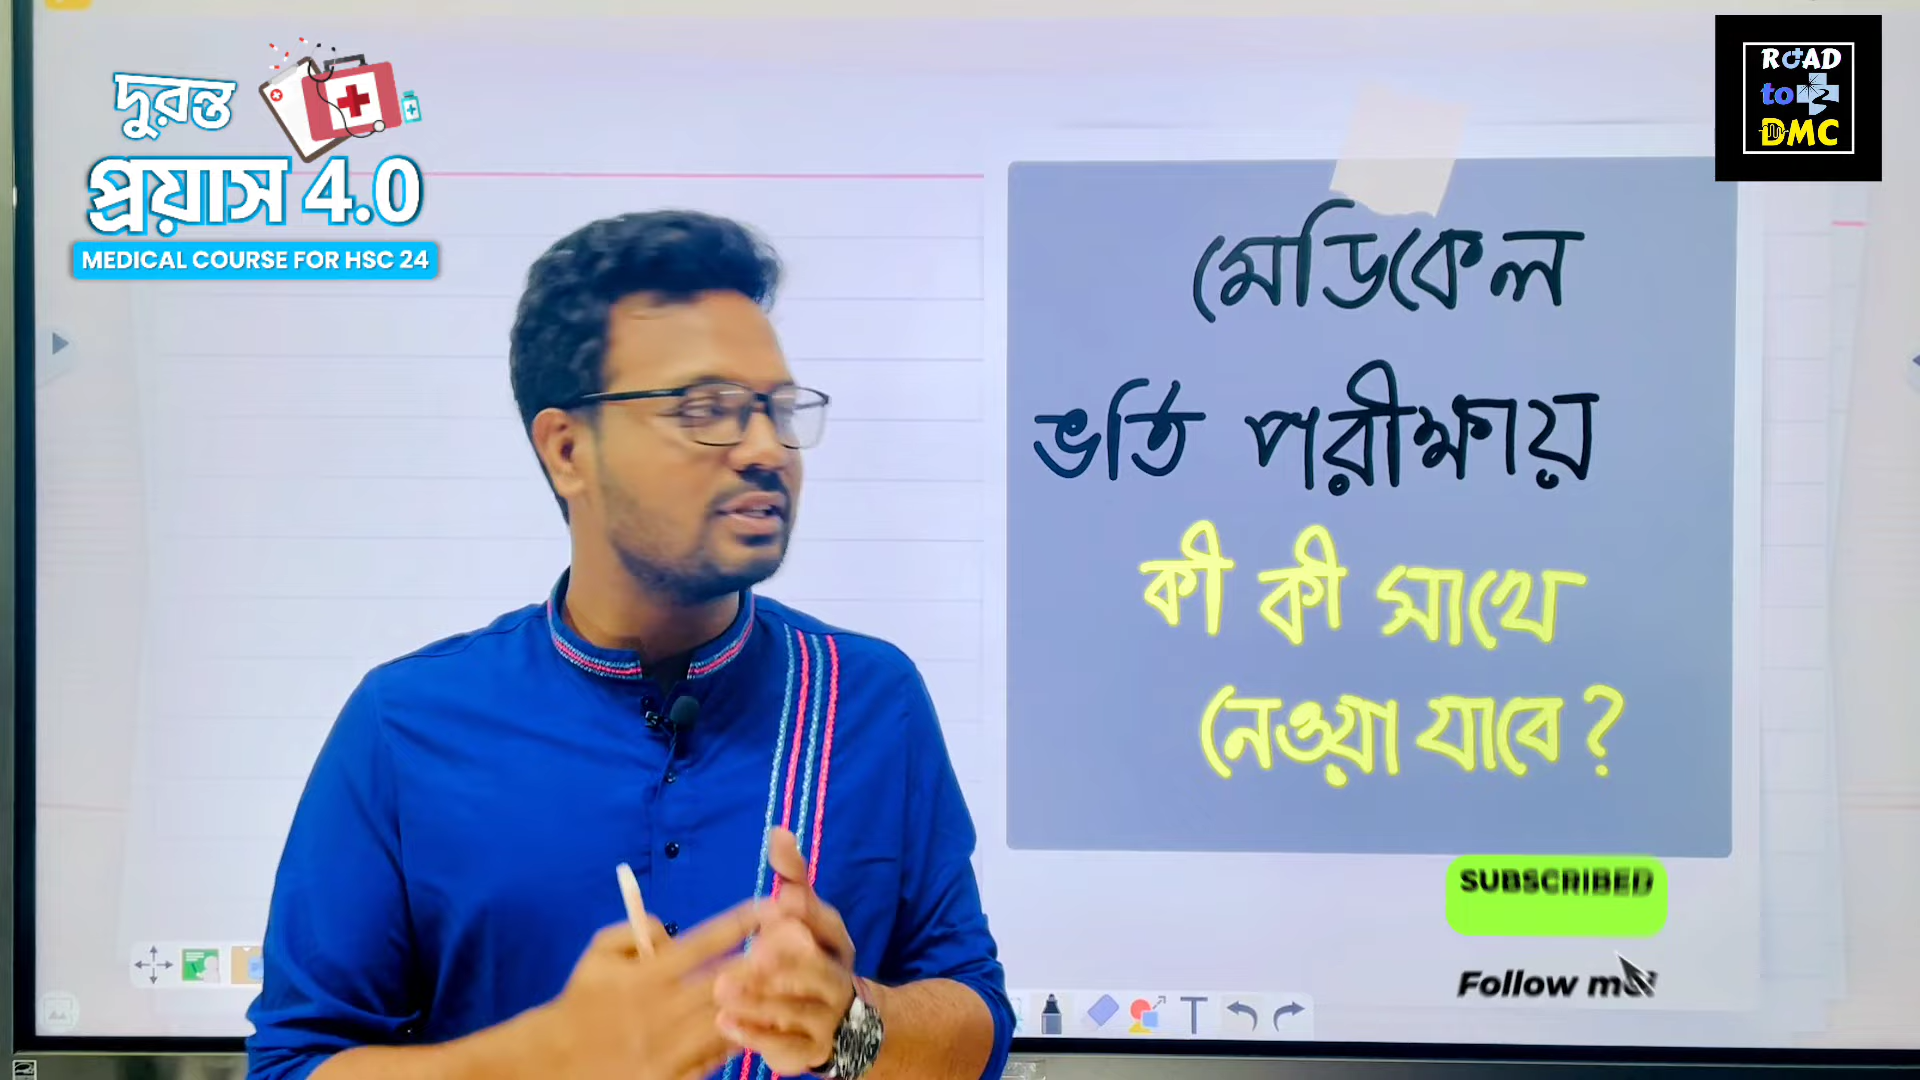 দুরন্ত
প্রয়াস 4.0
MEDICAL COURSE FOR HSC 24
ROAD
to
DMC
মেডিকেল
ভর্তি পরীক্ষায়
কী কী সাথে
নেওয়া যাবে?
SUBSCRIBED
Follow me
T